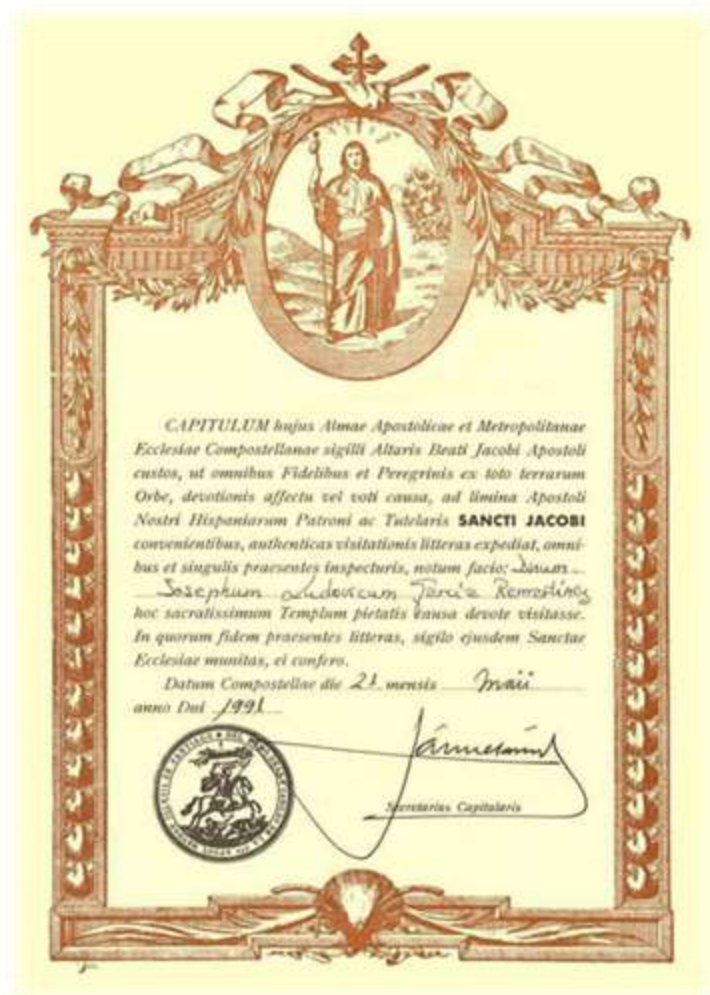 CAPITULUM hujus Almae Apostolicae et Metropolitanae
Ecclesiae Compostellanae sigilli Altaris Beati Jacobi Apostoli
custos, ut omnibus Fidelibus et Peregrinis ex toto terrarum
Orbe, devotionis affectu vel voti causa, ad limina Apostoli
Nostri Hispaniarum Patroni ac Tutelaris SANCTI JACOBI
convenientibus, authenticas visitationis litteras expediat, omni-
bus et singulis praesentes inspecturis, notum facio:
Josephum Ludovicum
hoc sacratissimum Templum pietatis causa devote visitasse.
In quorum fidem praesentes litteras, sigilo ejusdem Sanctae
Ecclesiae munitas, ei confero.
Datum Compostellae die 21 mensis Maii
anno Dni 1991
Secretarius Capitularis